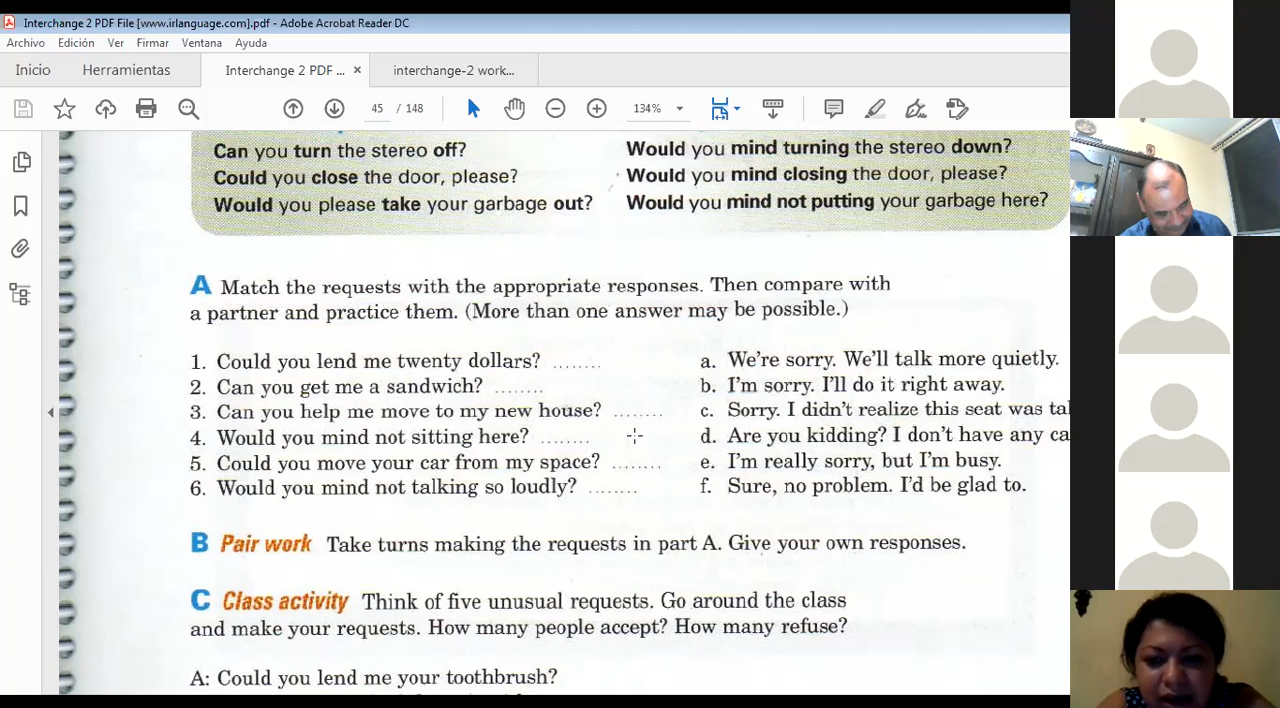 Interchange 2 PDF File [www.irlanguage.com].pdf - Adobe Acrobat Reader DC
Archivo Edición Ver Firmar Ventana Ayuda
Inicio Herramientas Interchange 2 PDF ... × interchange-2 work...
45 / 148 134%
Can you turn the stereo off? Would you mind turning the stereo down?
Could you close the door, please? Would you mind closing the door, please?
Would you please take your garbage out? Would you mind not putting your garbage here?
A Match the requests with the appropriate responses. Then compare with
a partner and practice them. (More than one answer may be possible.)
1. Could you lend me twenty dollars? ........ a. We're sorry. We'll talk more quietly.
2. Can you get me a sandwich? ........ b. I'm sorry. I'll do it right away.
3. Can you help me move to my new house? ........ c. Sorry. I didn't realize this seat was
4. Would you mind not sitting here? ........ d. Are you kidding? I don't have any
5. Could you move your car from my space? ........ e. I'm really sorry, but I'm busy.
6. Would you mind not talking so loudly? ........ f. Sure, no problem. I'd be glad to.
B Pair work Take turns making the requests in part A. Give your own responses.
C Class activity Think of five unusual requests. Go around the class
and make your requests. How many people accept? How many refuse?
A: Could you lend me your toothbrush?